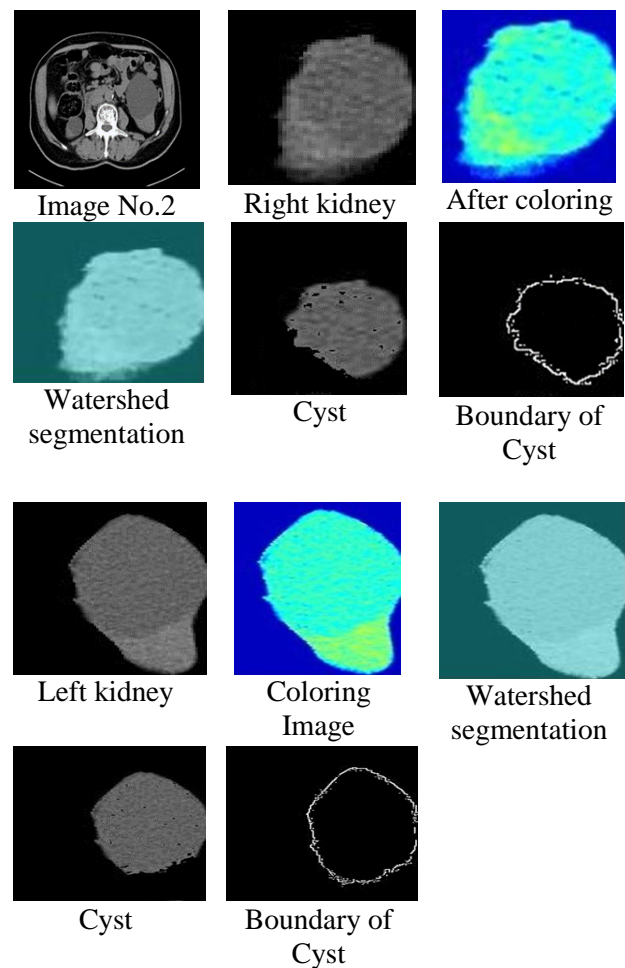 Image No.2
Right kidney
After coloring
Watershed
segmentation
Cyst
Boundary of
Cyst
Left kidney
Coloring
Image
Watershed
segmentation
Cyst
Boundary of
Cyst